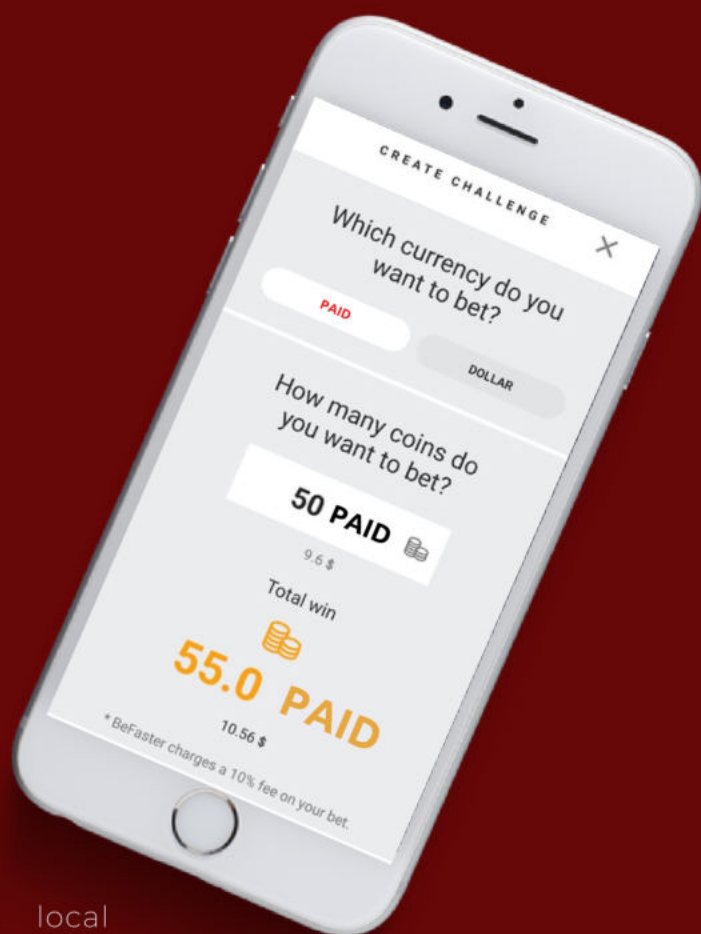 CREATE CHALLENGE
Which currency do you
want to bet?
PAID
DOLLAR
How many coins do
you want to bet?
50 PAID
9.6 $
Total win
55.0 PAID
10.56 $
* BeFaster charges a 10% fee on your bet.
local